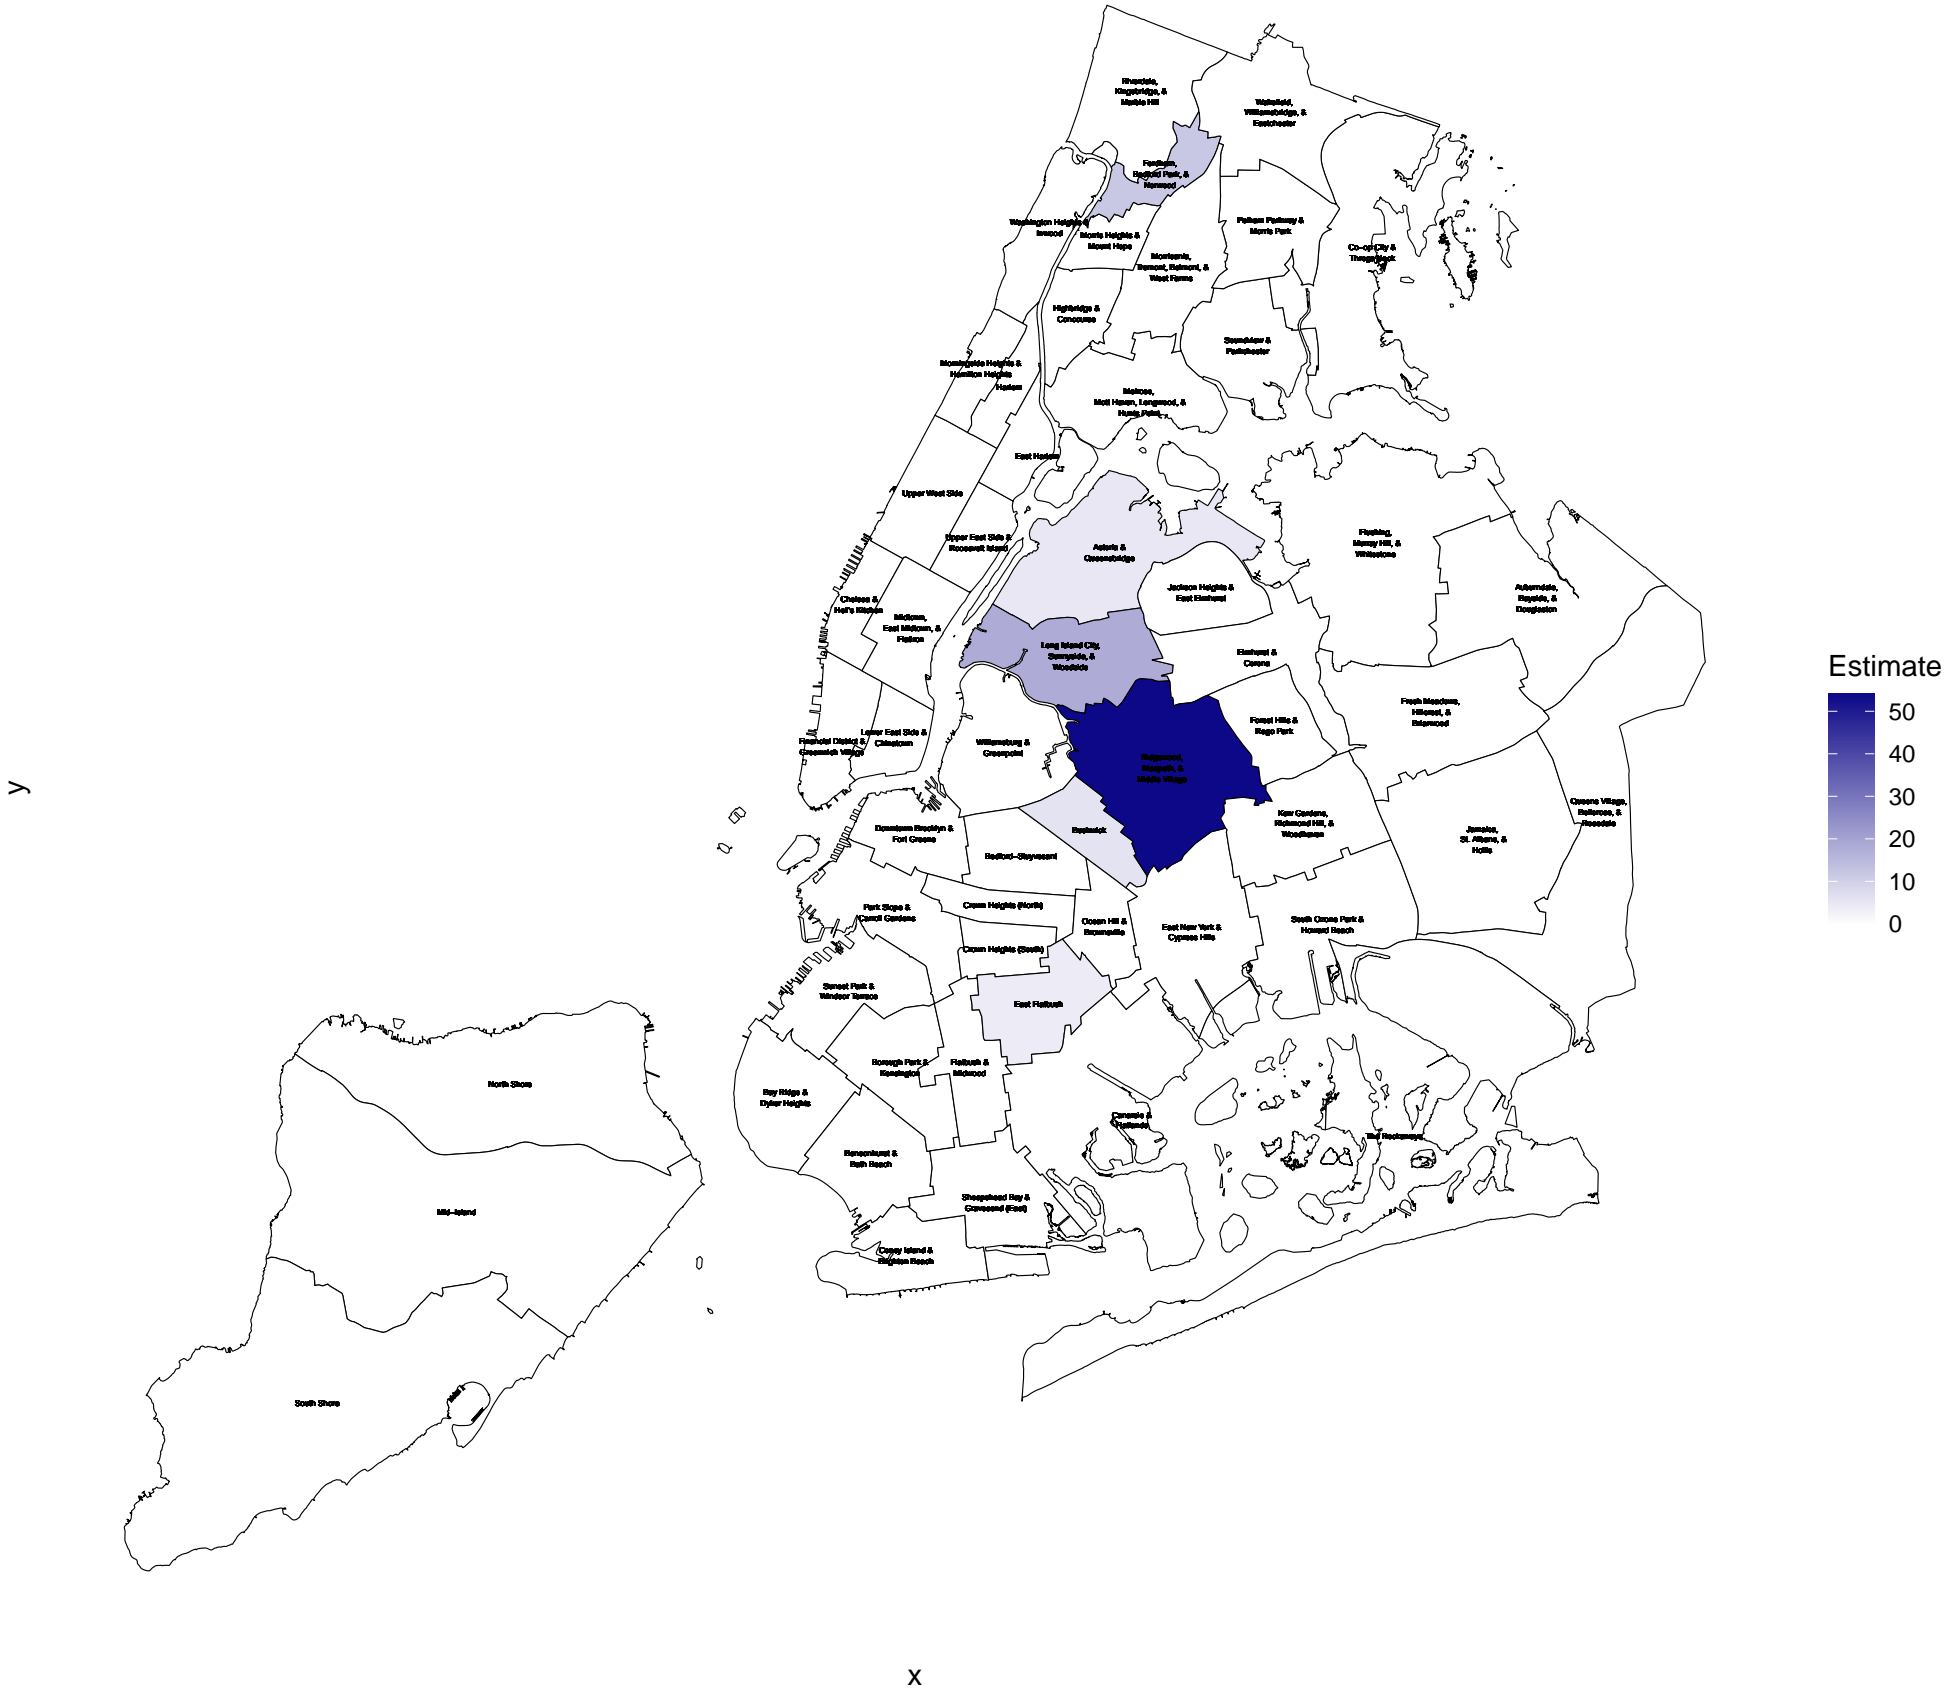 Riverdale,
Kingsbridge, &
Marble Hill
Wakefield,
Williamsbridge, &
Eastchester
Fordham,
Bedford Park, &
Norwood
Washington Heights &
Inwood
Morris Heights &
Mount Hope
Pelham Parkway &
Morris Park
Co-op City &
Throgs Neck
Morrisania,
Tremont, Belmont, &
West Farms
Highbridge &
Concourse
Soundview &
Parkchester
Morningside Heights &
Hamilton Heights
Harlem
Melrose,
Mott Haven, Longwood, &
Hunts Point
East Harlem
Upper West Side
Upper East Side &
Roosevelt Island
Astoria &
Queensbridge
Flushing,
Murray Hill, &
Whitestone
Jackson Heights &
East Elmhurst
Auburndale,
Bayside, &
Douglaston
Chelsea &
Hell's Kitchen
Midtown,
East Midtown, &
Flatiron
Long Island City,
Sunnyside, &
Woodside
Elmhurst &
Corona
Fresh Meadows,
Hillcrest, &
Briarwood
Forest Hills &
Rego Park
Financial District &
Greenwich Village
Lower East Side &
Chinatown
Williamsburg &
Greenpoint
Ridgewood,
Maspeth, &
Middle Village
Kew Gardens,
Richmond Hill, &
Woodhaven
Queens Village,
Bellerose, &
Rosedale
Jamaica,
St. Albans, &
Hollis
Downtown Brooklyn &
Fort Greene
Bushwick
Bedford-Stuyvesant
Park Slope &
Carroll Gardens
Crown Heights (North)
Ocean Hill &
Brownsville
East New York &
Cypress Hills
South Ozone Park &
Howard Beach
Crown Heights (South)
Sunset Park &
Windsor Terrace
East Flatbush
Borough Park &
Kensington
Flatbush &
Midwood
Bay Ridge &
Dyker Heights
Canarsie &
Flatlands
The Rockaways
Bensonhurst &
Bath Beach
Sheepshead Bay &
Gravesend (East)
Coney Island &
Brighton Beach
North Shore
Mid-Island
South Shore
Estimate
50
40
30
20
10
0
y
x